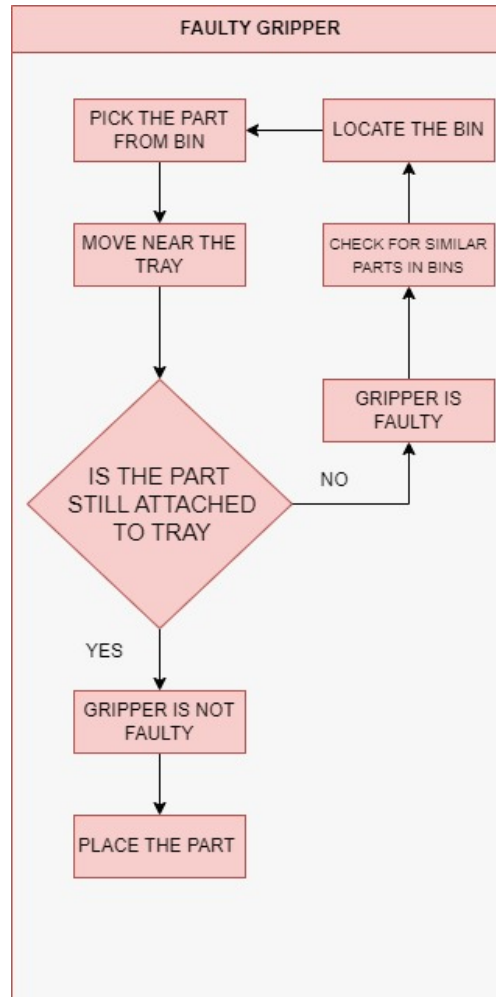 FAULTY GRIPPER
PICK THE PART
FROM BIN
LOCATE THE BIN
MOVE NEAR THE
TRAY
CHECK FOR SIMILAR
PARTS IN BINS
GRIPPER IS
FAULTY
IS THE PART
STILL ATTACHED
TO TRAY
NO
YES
GRIPPER IS NOT
FAULTY
PLACE THE PART